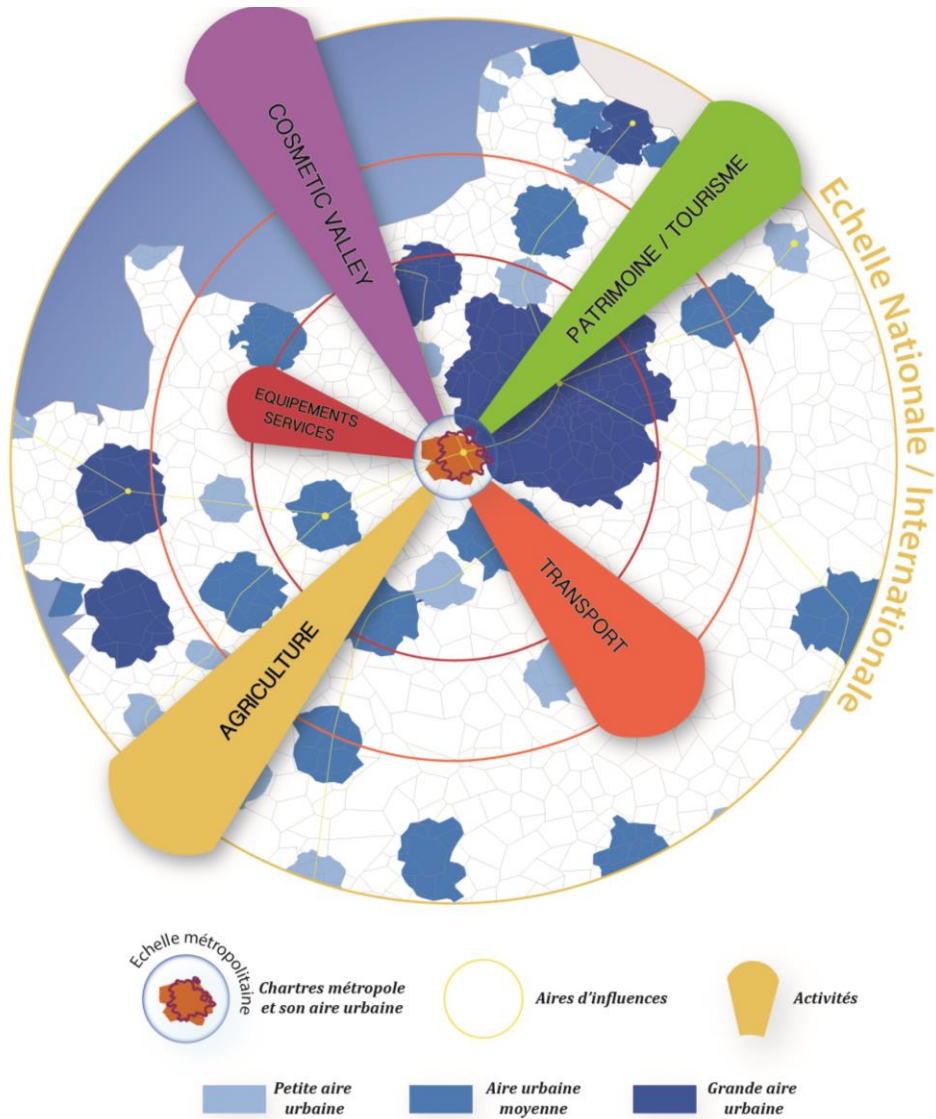 COSMETIC VALLEY
PATRIMOINE / TOURISME
Echelle Nationale / Internationale
EQUIPEMENTS
SERVICES
AGRICULTURE
TRANSPORT
Echelle métropolitaine
Chartres métropole
et son aire urbaine
Aires d'influences
Activités
Petite aire
urbaine
Aire urbaine
moyenne
Grande aire
urbaine